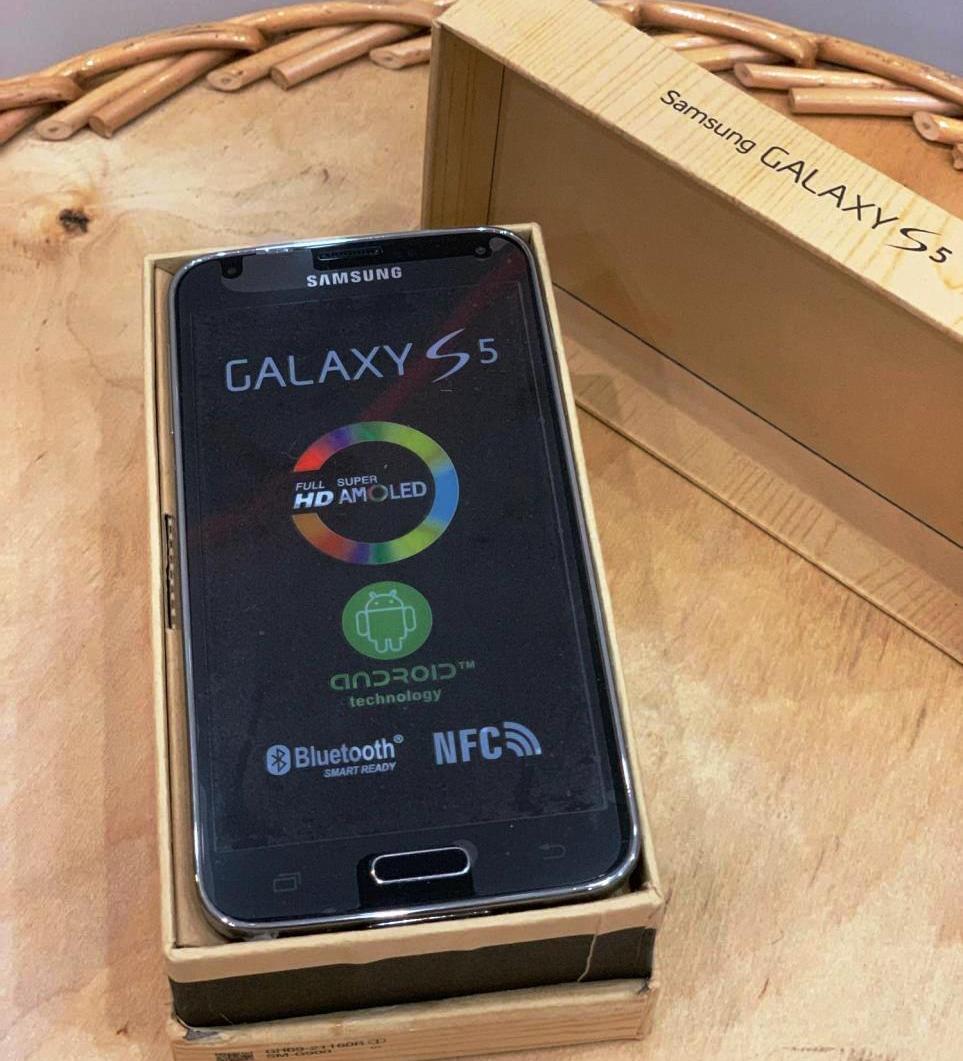 Samsung GALAXY S5
SAMSUNG
GALAXY S5
FULL HD SUPER AMOLED
ANDROID™
technology
Bluetooth® NFC
SMART READY